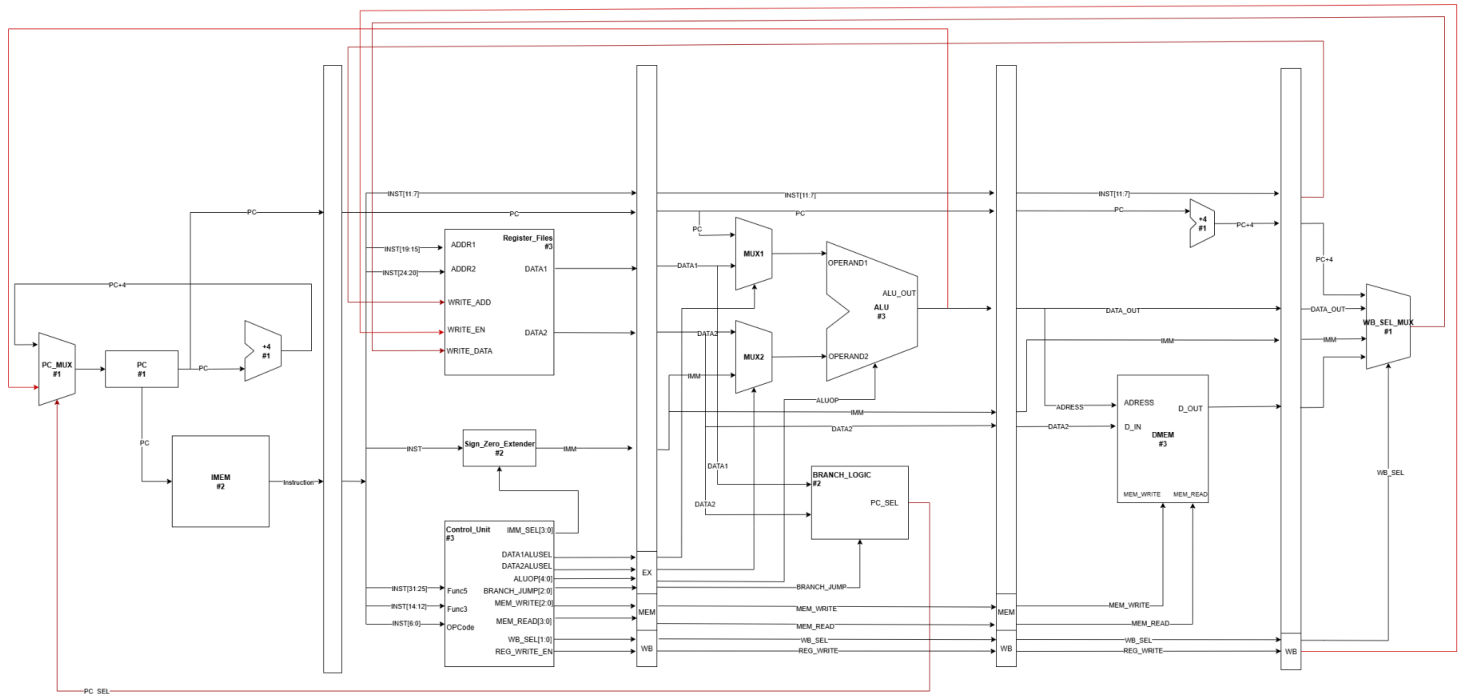 INST[11:7]
INST[11:7]
INST[11:7]
PC
PC
PC
PC
+4
#1
PC+4
PC
Register_Files
#3
INST[19:15]
ADDR1
INST[24:20]
ADDR2
DATA1
WRITE_ADD
WRITE_EN
DATA2
WRITE_DATA
DATA1
MUX1
OPERAND1
ALU_OUT
ALU
#3
OPERAND2
DATA2
MUX2
IMM
ALUOP
PC+4
DATA_OUT
DATA_OUT
IMM
IMM
WB_SEL_MUX
#1
PC+4
PC_MUX
#1
PC
#1
PC
+4
#1
PC
IMEM
#2
Instruction
INST
Sign_Zero_Extender
#2
IMM
IMM
DATA2
ADRESS
DATA2
ADRESS
D_IN
D_OUT
DMEM
#3
MEM_WRITE
MEM_READ
DATA1
DATA2
BRANCH_LOGIC
#2
PC_SEL
WB_SEL
Control_Unit
#3
IMM_SEL[3:0]
DATA1ALUSEL
DATA2ALUSEL
ALUOP[4:0]
BRANCH_JUMP[2:0]
MEM_WRITE[2:0]
MEM_READ[3:0]
WB_SEL[1:0]
REG_WRITE_EN
INST[31:25]
Func5
INST[14:12]
Func3
INST[6:0]
OPCode
EX
MEM
WB
BRANCH_JUMP
MEM_WRITE
MEM_READ
WB_SEL
REG_WRITE
MEM
WB
MEM_WRITE
MEM_READ
WB_SEL
REG_WRITE
WB
PC_SEL